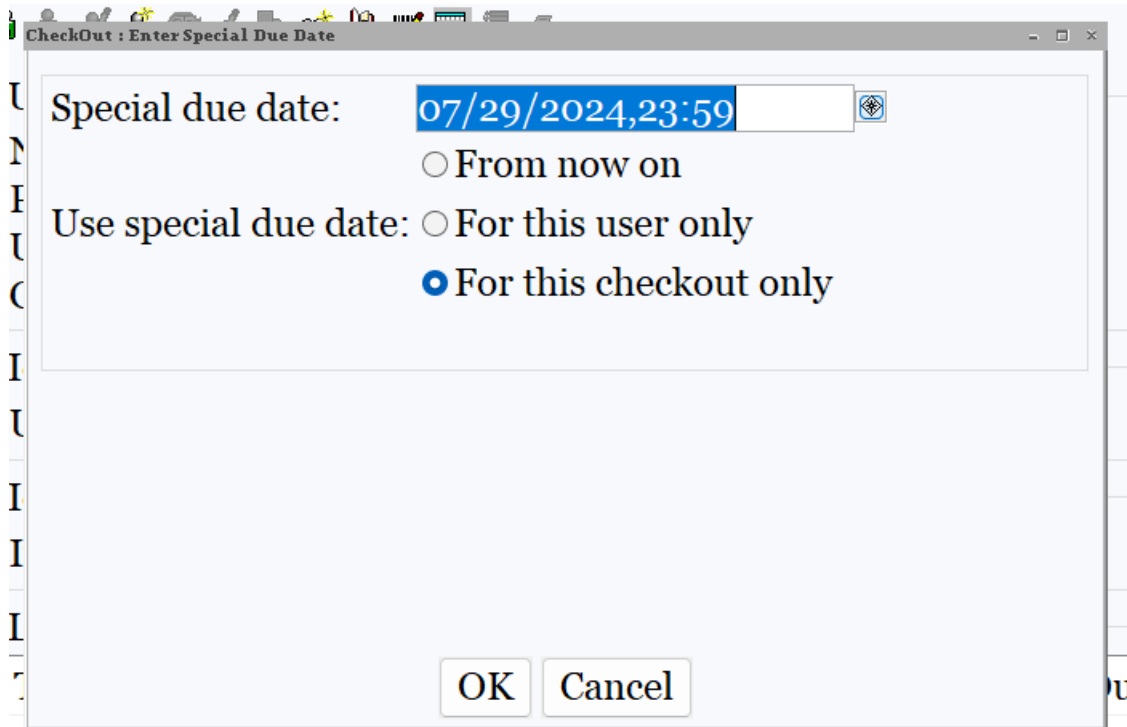 CheckOut : Enter Special Due Date
Special due date: 07/29/2024,23:59
From now on
Use special due date: For this user only
For this checkout only
OK Cancel